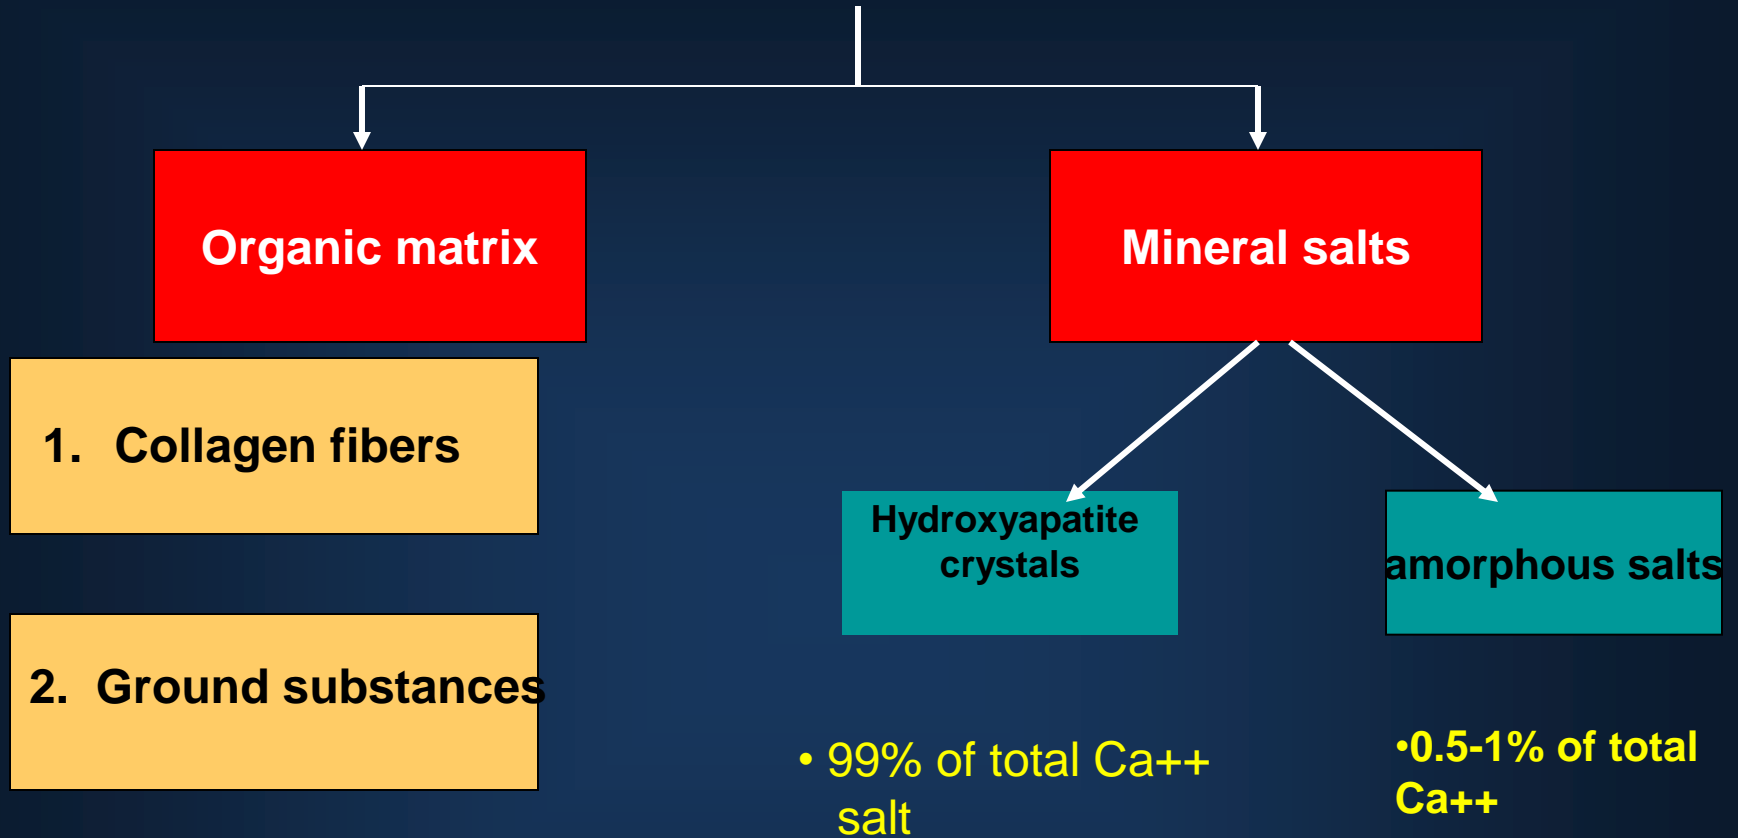 Organic matrix
Mineral salts
1. Collagen fibers
Hydroxyapatite
crystals
amorphous salts
2. Ground substances
• 99% of total Ca++
salt
•0.5-1% of total
Ca++